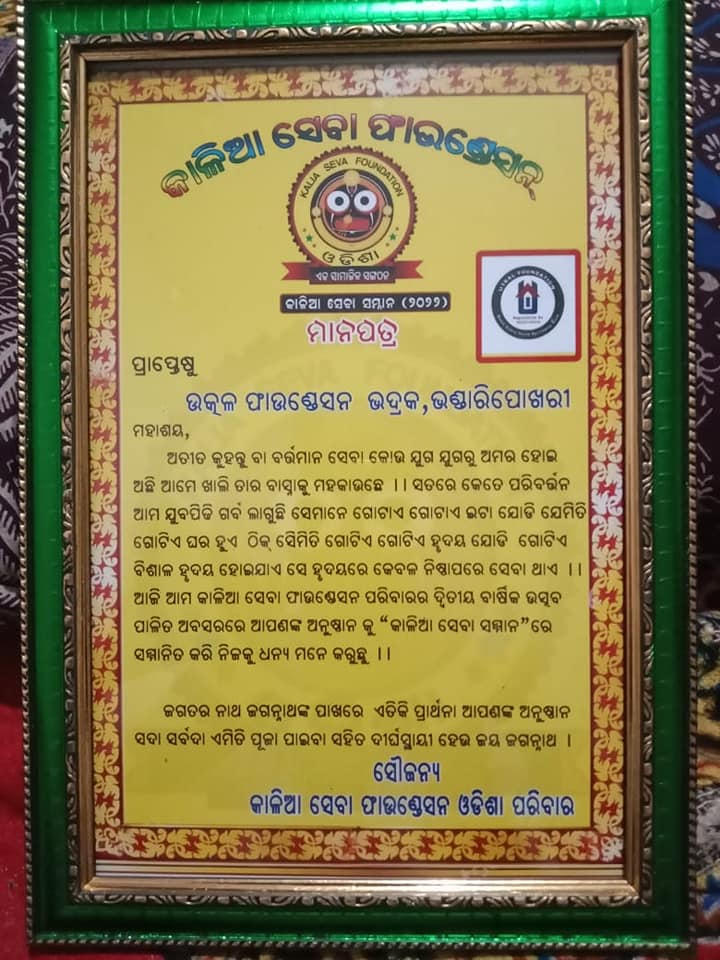 କାଳିଆ ସେବା ଫାଉଣ୍ଡେସନ୍
KALIA SEVA FOUNDATION
ଓଡିଶା
ଏକ ସାମାଜିକ ସଙ୍ଗଠନ
କାଳିଆ ସେବା ସମ୍ମାନ (୨୦୨୨)
UTKAL FOUNDATION
ମାନପତ୍ର
ପ୍ରାପ୍ତେଷୁ
ଉତ୍କଳ ଫାଉଣ୍ଡେସନ ଭଦ୍ରକ,ଭଣ୍ଡାରିପୋଖରୀ
ମହାଶୟ,
ଅତୀତ କୁହନ୍ତୁ ବା ବର୍ତ୍ତମାନ ସେବା କୋଉ ଯୁଗ ଯୁଗରୁ ଅମର ହୋଇ
ଅଛି ଆମେ ଖାଲି ତାର ବାସ୍ନାକୁ ମହକାଉଛେ ।। ସତରେ କେତେ ପରିବର୍ତ୍ତନ
ଆମ ଯୁବପିଢି ଗର୍ବ ଲାଗୁଛି ସେମାନେ ଗୋଟାଏ ଗୋଟାଏ ଇଟା ଯୋଡି ଯେମିତି
ଗୋଟିଏ ଘର ହୁଏ ଠିକ୍ ସେିମିତି ଗୋଟିଏ ଗୋଟିଏ ହୃଦୟ ଯୋଡି ଗୋଟିଏ
ବିଶାଳ ହୃଦୟ ହୋଇଯାଏ ସେ ହୃଦୟରେ କେବଳ ନିଷ୍ପାପରେ ସେବା ଥାଏ ।।
ଆଜି ଆମ କାଳିଆ ସେବା ଫାଉଣ୍ଡେସନ ପରିବାରର ଦ୍ବିତୀୟ ବାର୍ଷିକ ଉତ୍ସବ
ପାଳିତ ଅବସରରେ ଆପଣଙ୍କ ଅନୁଷ୍ଠାନ କୁ “କାଳିଆ ସେବା ସମ୍ମାନ”ରେ
ସମ୍ମାନିତ କରି ନିଜକୁ ଧନ୍ୟ ମନେ କରୁଛୁ ।।
ଜଗତର ନାଥ ଜଗନ୍ନାଥଙ୍କ ପାଖରେ ଏତିକି ପ୍ରାର୍ଥନା ଆପଣଙ୍କ ଅନୁଷ୍ଠାନ
ସଦା ସର୍ବଦା ଏମିତି ପୂଜା ପାଇବା ସହିତ ଦୀର୍ଘସ୍ଥାୟୀ ହେଉ ଜୟ ଜଗନ୍ନାଥ ।
ସୌଜନ୍ୟ
କାଳିଆ ସେବା ଫାଉଣ୍ଡେସନ ଓଡିଶା ପରିବାର